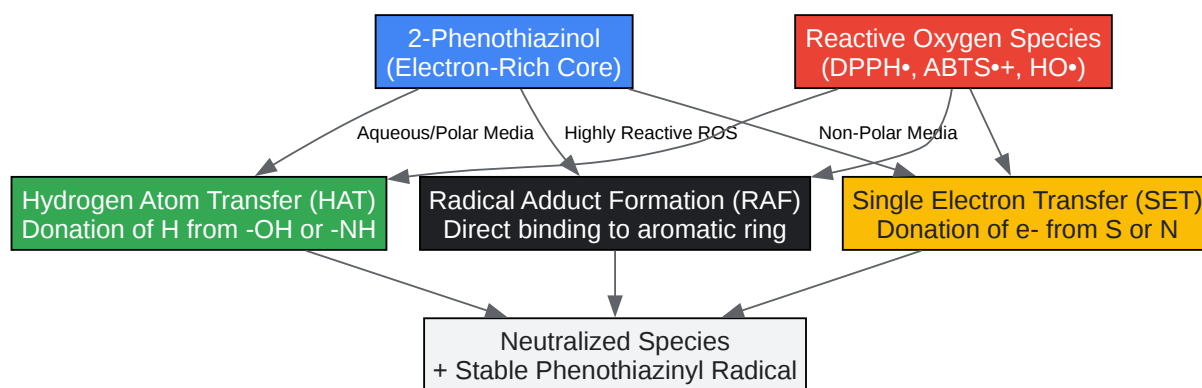 2-Phenothiazinol
(Electron-Rich Core)
Reactive Oxygen Species
(DPPH•, ABTS•+, HO•)
Aqueous/Polar Media
Highly Reactive ROS
Non-Polar Media
Hydrogen Atom Transfer (HAT)
Donation of H from -OH or -NH
Radical Adduct Formation (RAF)
Direct binding to aromatic ring
Single Electron Transfer (SET)
Donation of e- from S or N
Neutralized Species
+ Stable Phenothiazinyl Radical